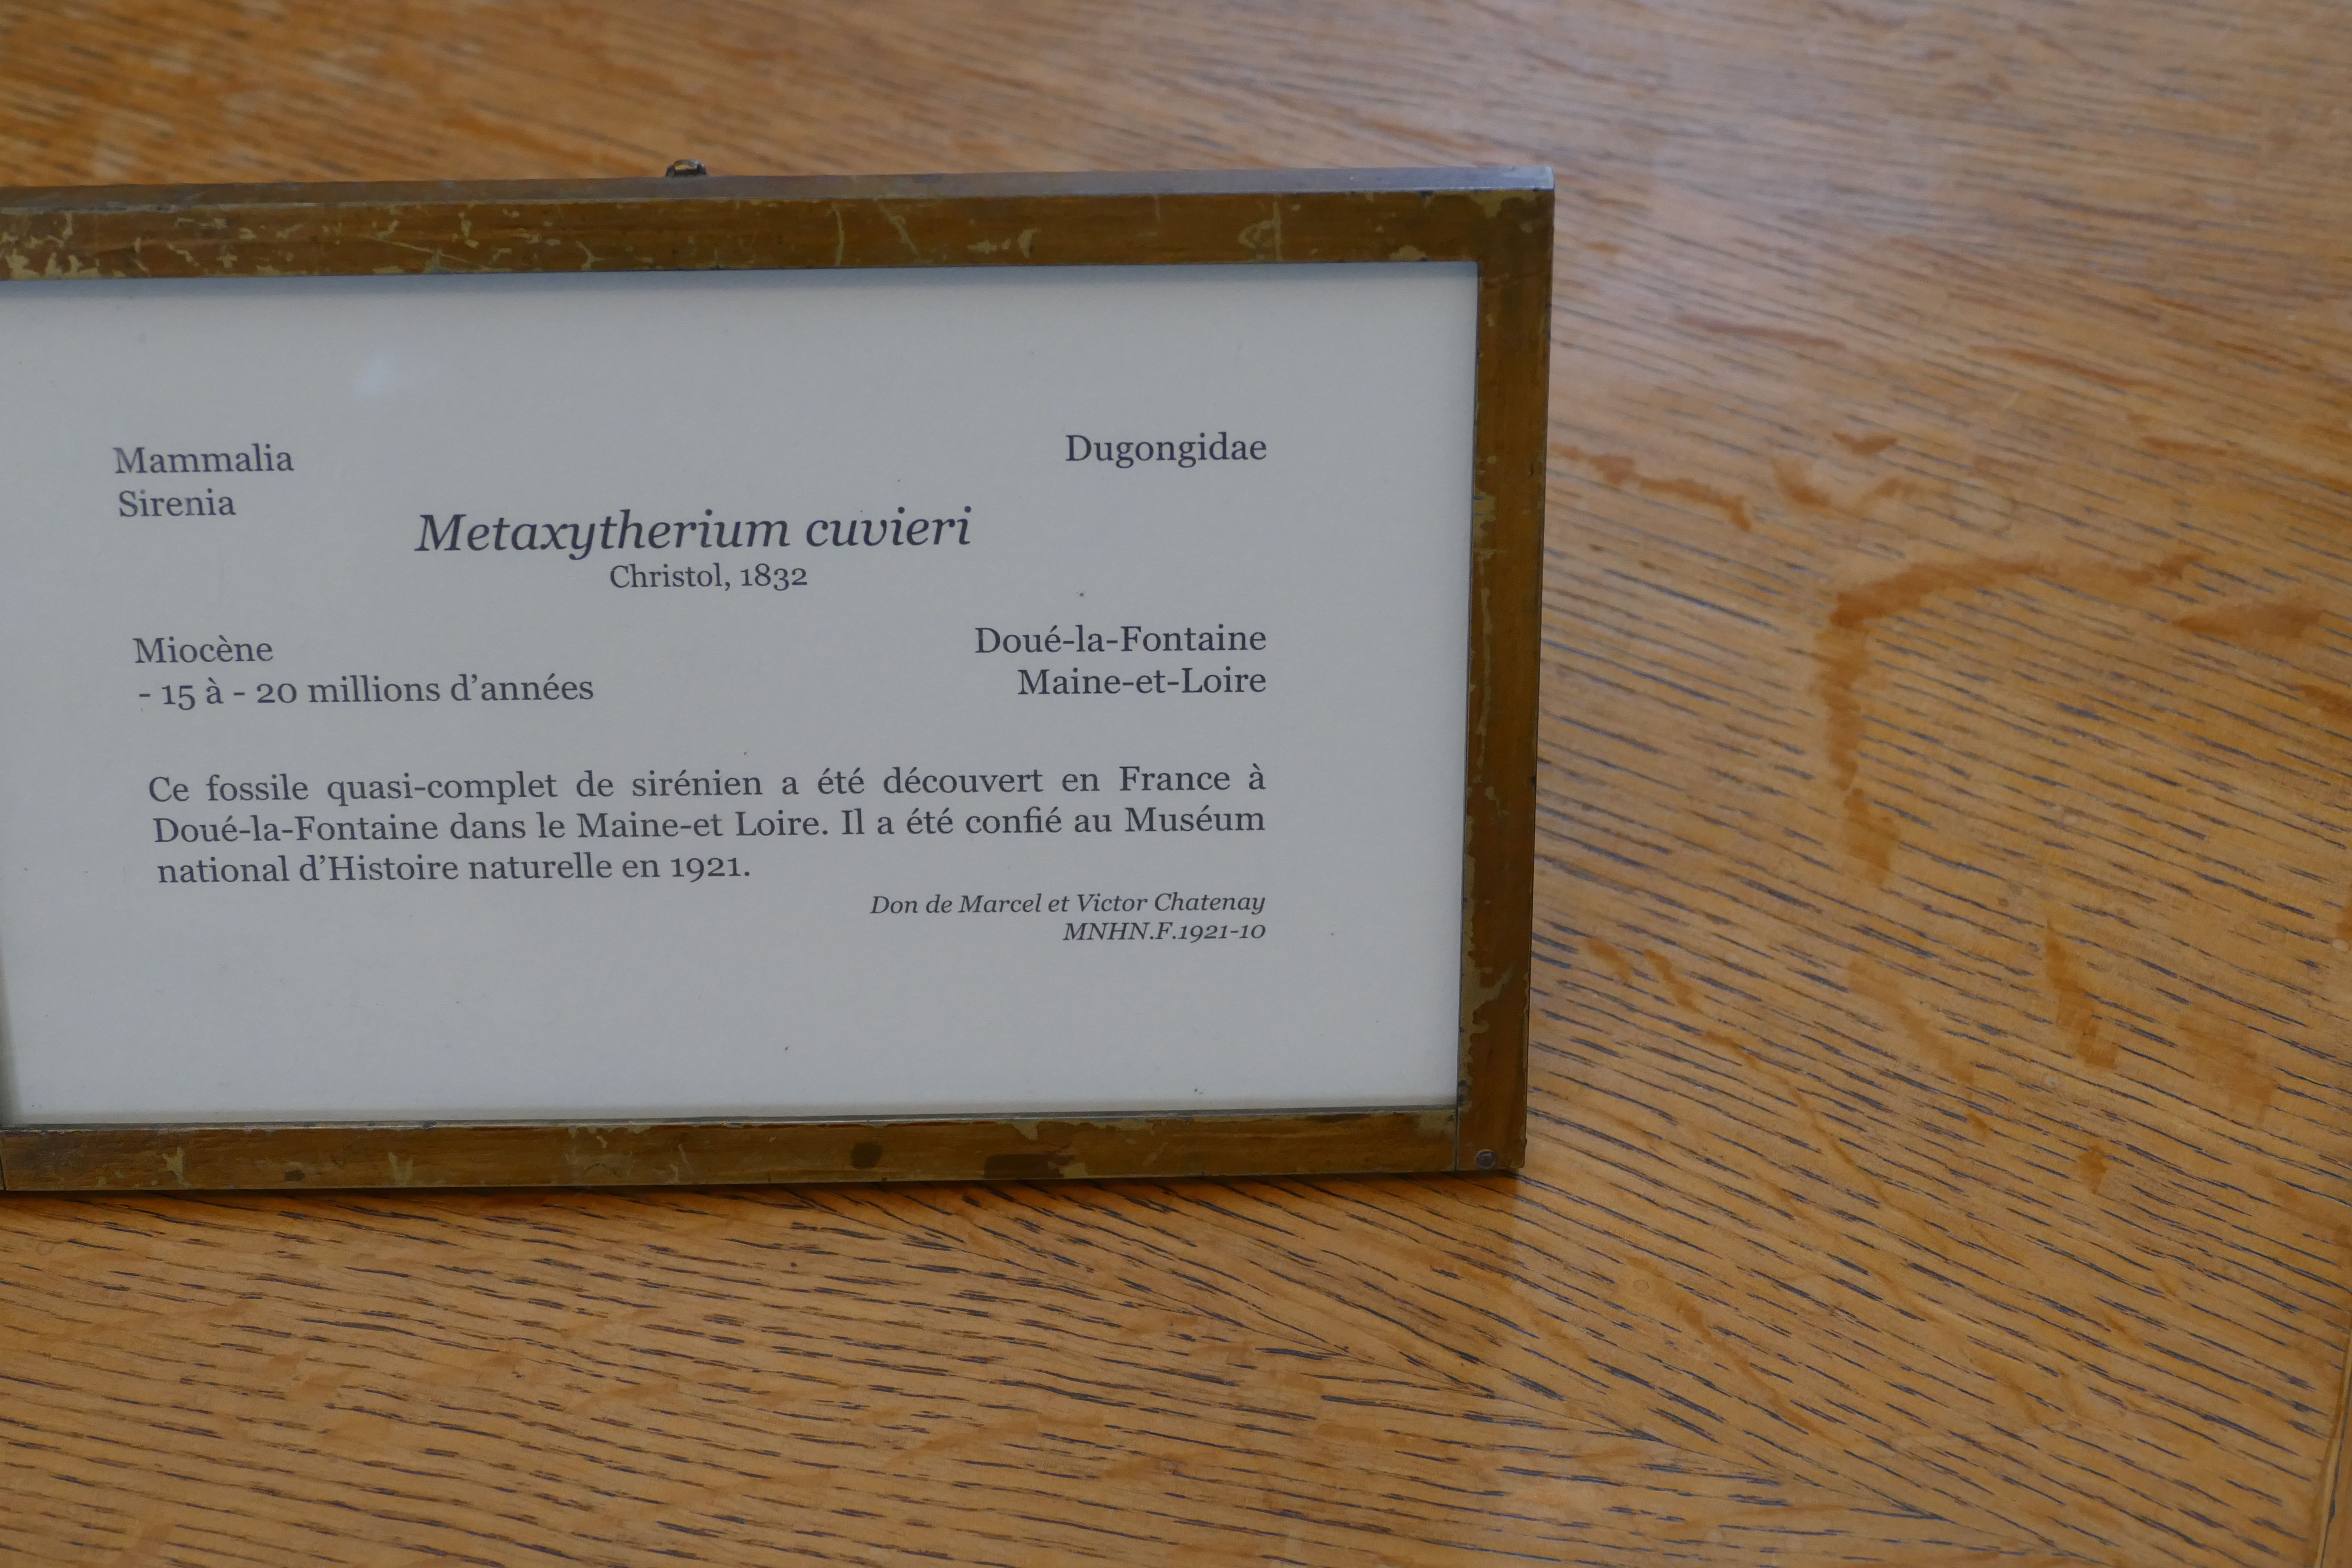 Mammalia
Dugongidae
Sirenia
Metaxytherium cuvieri
Christol, 1832
Miocène
Doué-la-Fontaine
- 15 à - 20 millions d'années
Maine-et-Loire
Ce fossile quasi-complet de sirénien a été découvert en France à
Doué-la-Fontaine dans le Maine-et Loire. Il a été confié au Muséum
national d'Histoire naturelle en 1921.
Don de Marcel et Victor Chatenay
MNHN.F.1921-10